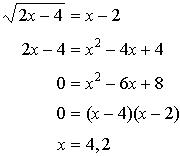 √(2x − 4) = x − 2
2x − 4 = x² − 4x + 4
0 = x² − 6x + 8
0 = (x − 4)(x − 2)
x = 4, 2